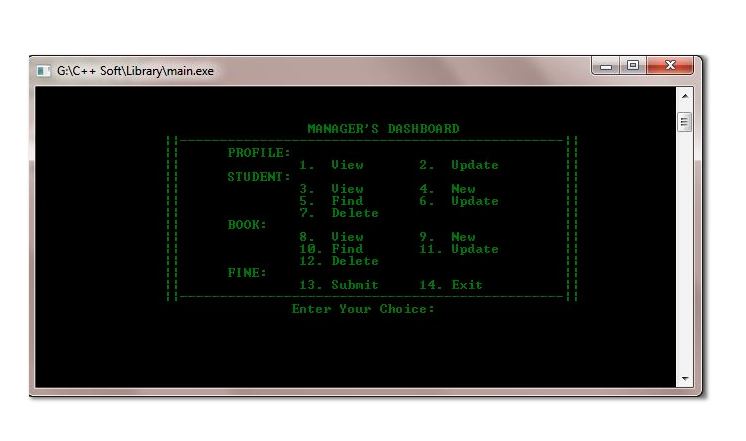 G:\C++ Soft\Library\main.exe
MANAGER'S DASHBOARD
PROFILE:
1. View 2. Update
STUDENT:
3. View 4. New
5. Find 6. Update
7. Delete
BOOK:
8. View 9. New
10. Find 11. Update
12. Delete
FINE:
13. Submit 14. Exit
Enter Your Choice: